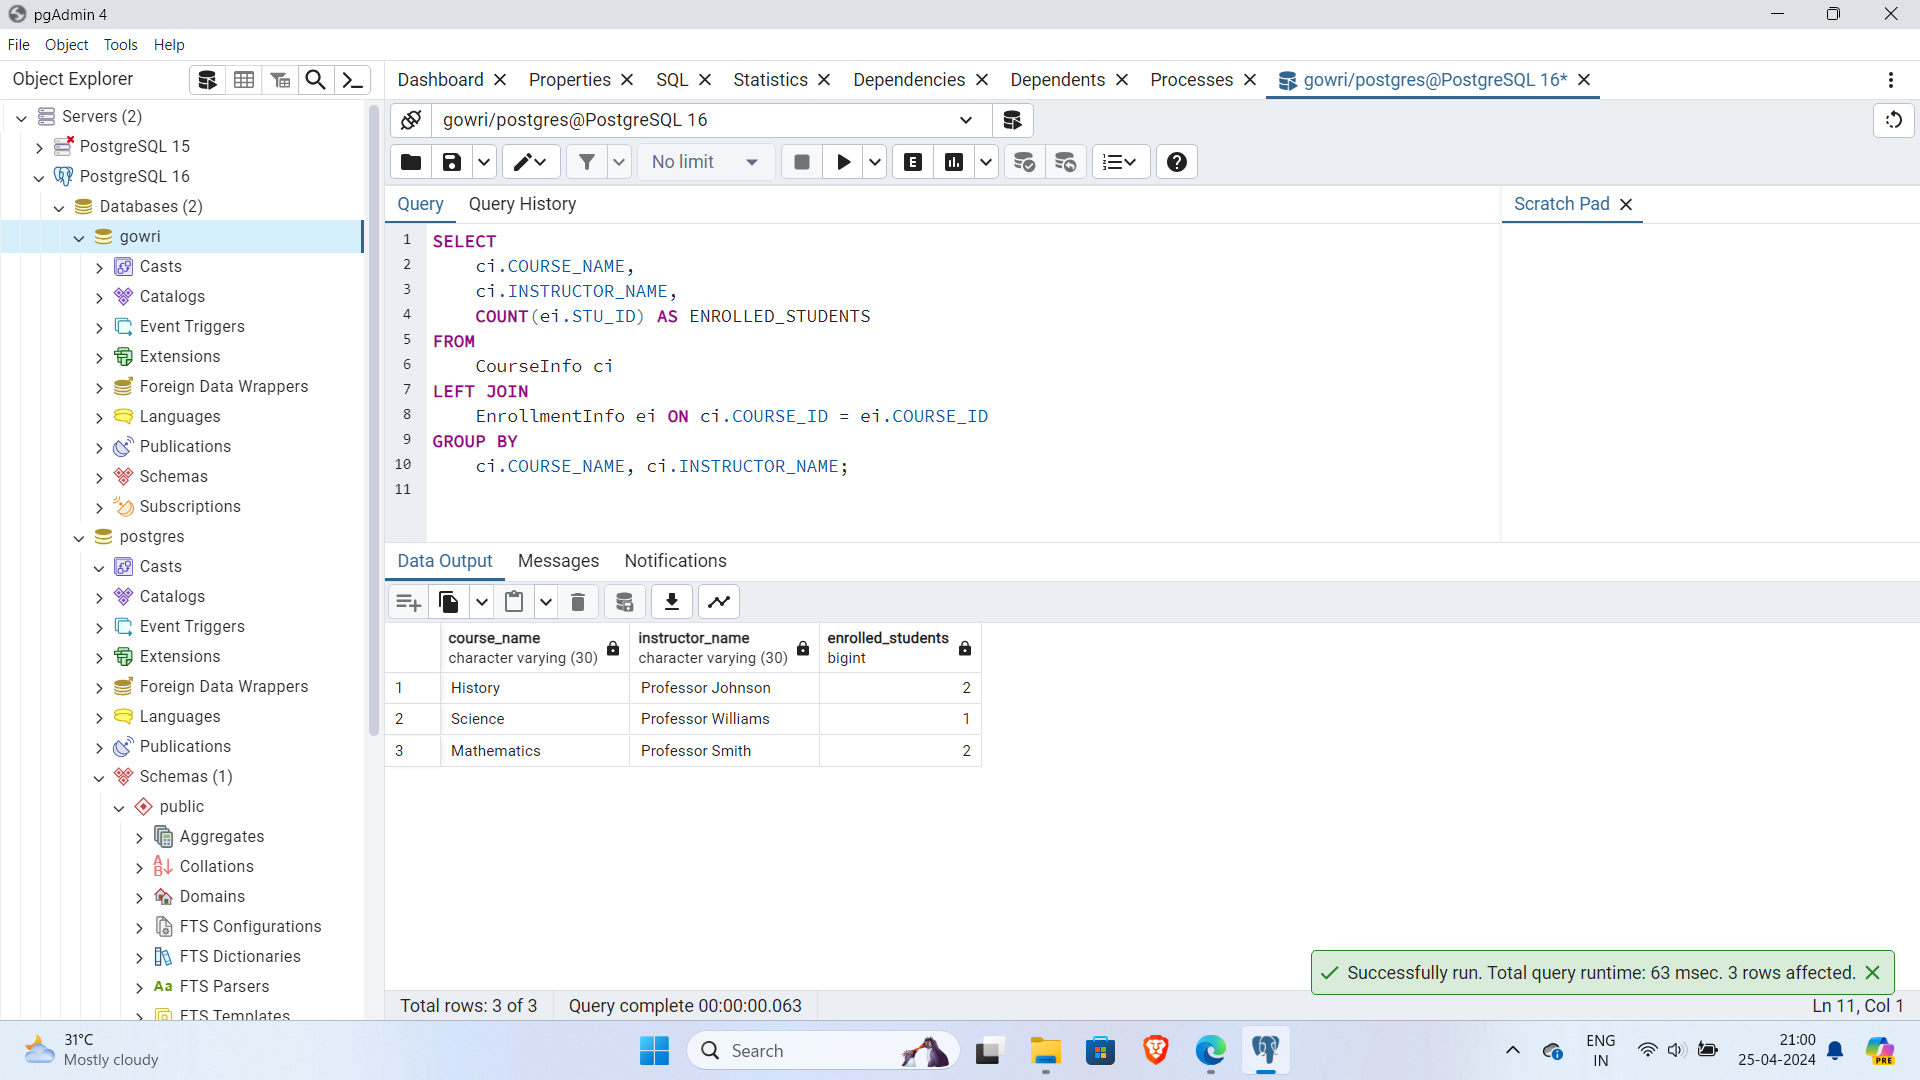 pgAdmin 4
File Object Tools Help
Object Explorer
Dashboard Properties SQL Statistics Dependencies Dependents Processes gowri/postgres@PostgreSQL 16*
Servers (2)
PostgreSQL 15
PostgreSQL 16
Databases (2)
gowri
Casts
Catalogs
Event Triggers
Extensions
Foreign Data Wrappers
Languages
Publications
Schemas
Subscriptions
postgres
Casts
Catalogs
Event Triggers
Extensions
Foreign Data Wrappers
Languages
Publications
Schemas (1)
public
Aggregates
Collations
Domains
FTS Configurations
FTS Dictionaries
Aa FTS Parsers
FTS Templates
gowri/postgres@PostgreSQL 16
No limit E
Query Query History
Scratch Pad
1 SELECT
2 ci.COURSE_NAME,
3 ci.INSTRUCTOR_NAME,
4 COUNT(ei.STU_ID) AS ENROLLED_STUDENTS
5 FROM
6 CourseInfo ci
7 LEFT JOIN
8 EnrollmentInfo ei ON ci.COURSE_ID = ei.COURSE_ID
9 GROUP BY
10 ci.COURSE_NAME, ci.INSTRUCTOR_NAME;
11
Data Output Messages Notifications
course_name instructor_name enrolled_students
character varying (30) character varying (30) bigint
1 History Professor Johnson 2
2 Science Professor Williams 1
3 Mathematics Professor Smith 2
Successfully run. Total query runtime: 63 msec. 3 rows affected.
Total rows: 3 of 3 Query complete 00:00:00.063 Ln 11, Col 1
31°C
Mostly cloudy
Search
ENG
IN
21:00
25-04-2024
PRE